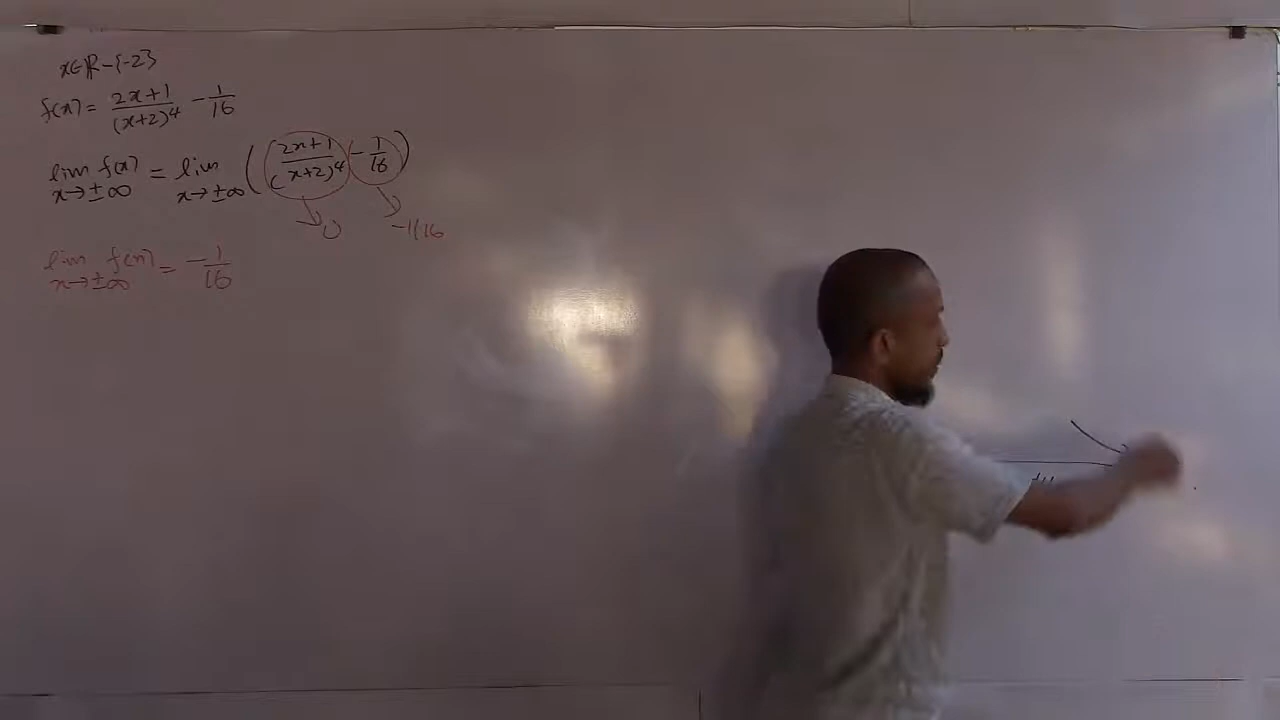 x∈ℝ-{-2}
f(x) = (2x+1)/(x+2)⁴ - 1/16
lim f(x) x→±∞ = lim x→±∞ ((2x+1)/(x+2)⁴ - 1/16)
→0 → -1/16
lim f(x) x→±∞ = -1/16